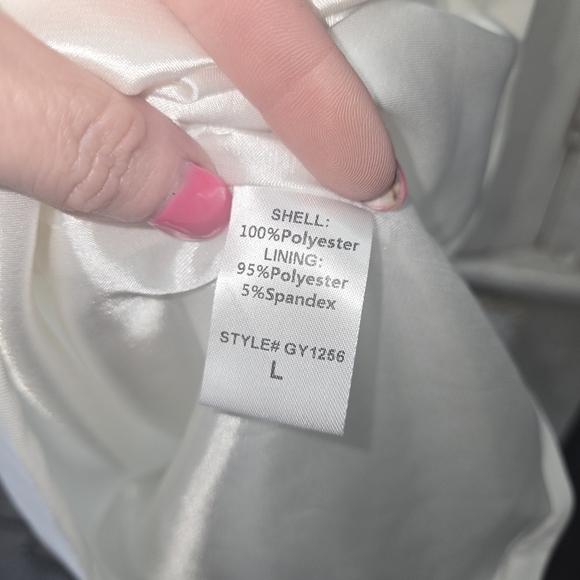 SHELL:
100%Polyester
LINING:
95%Polyester
5%Spandex
STYLE# GY1256
L